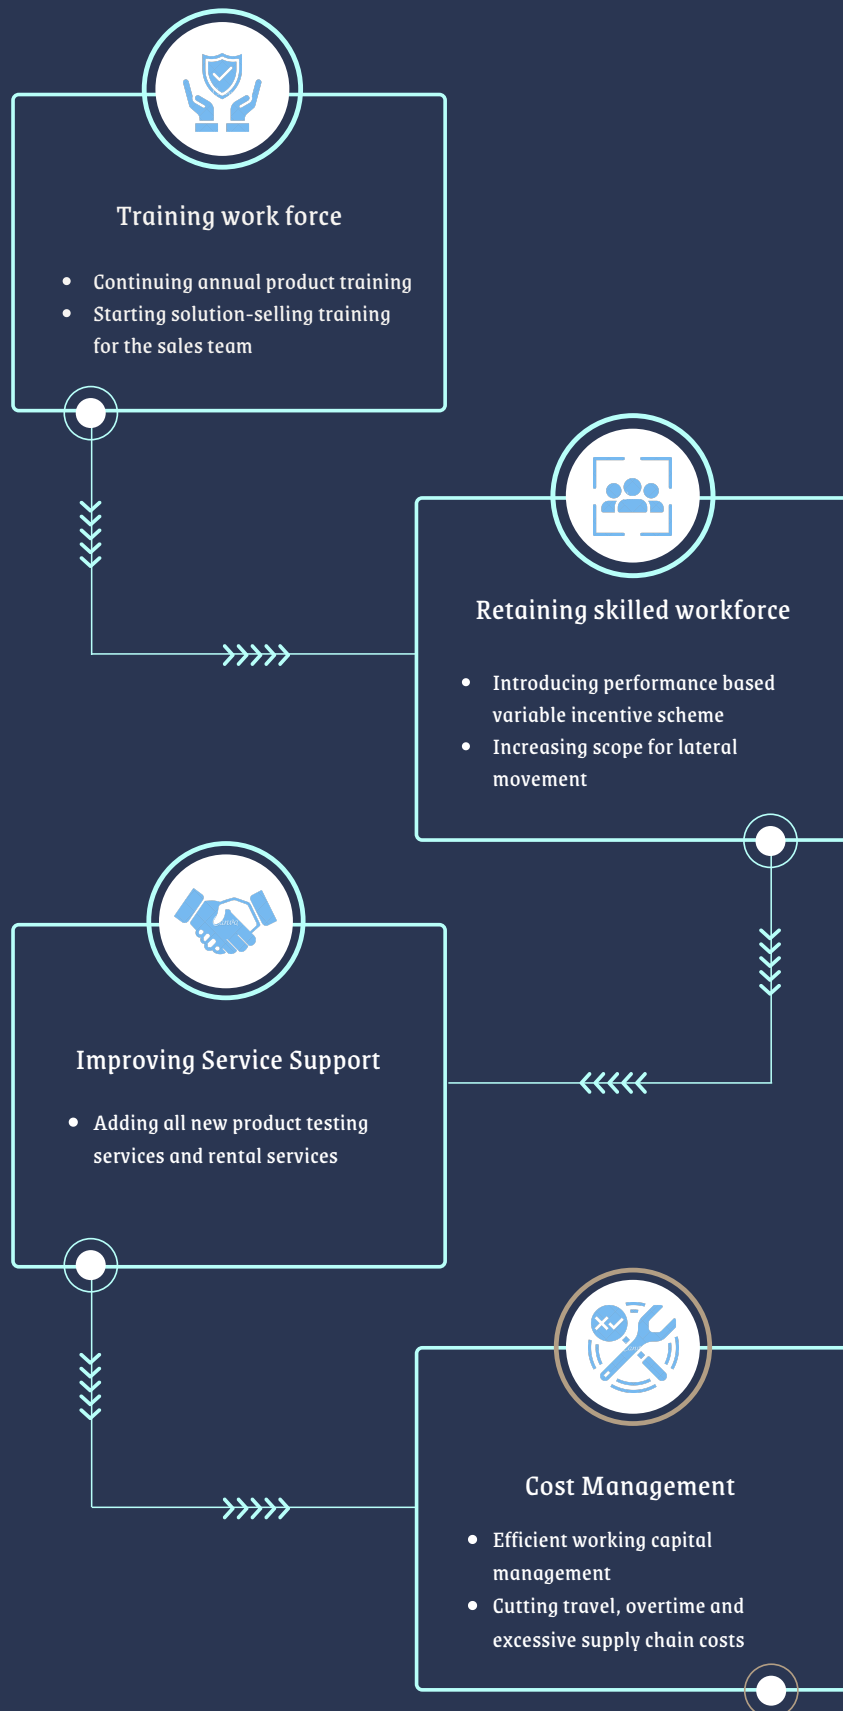 Training work force
Continuing annual product training
Starting solution-selling training
for the sales team
Retaining skilled workforce
Introducing performance based
variable incentive scheme
Increasing scope for lateral
movement
Improving Service Support
Adding all new product testing
services and rental services
Cost Management
Efficient working capital
management
Cutting travel, overtime and
excessive supply chain costs